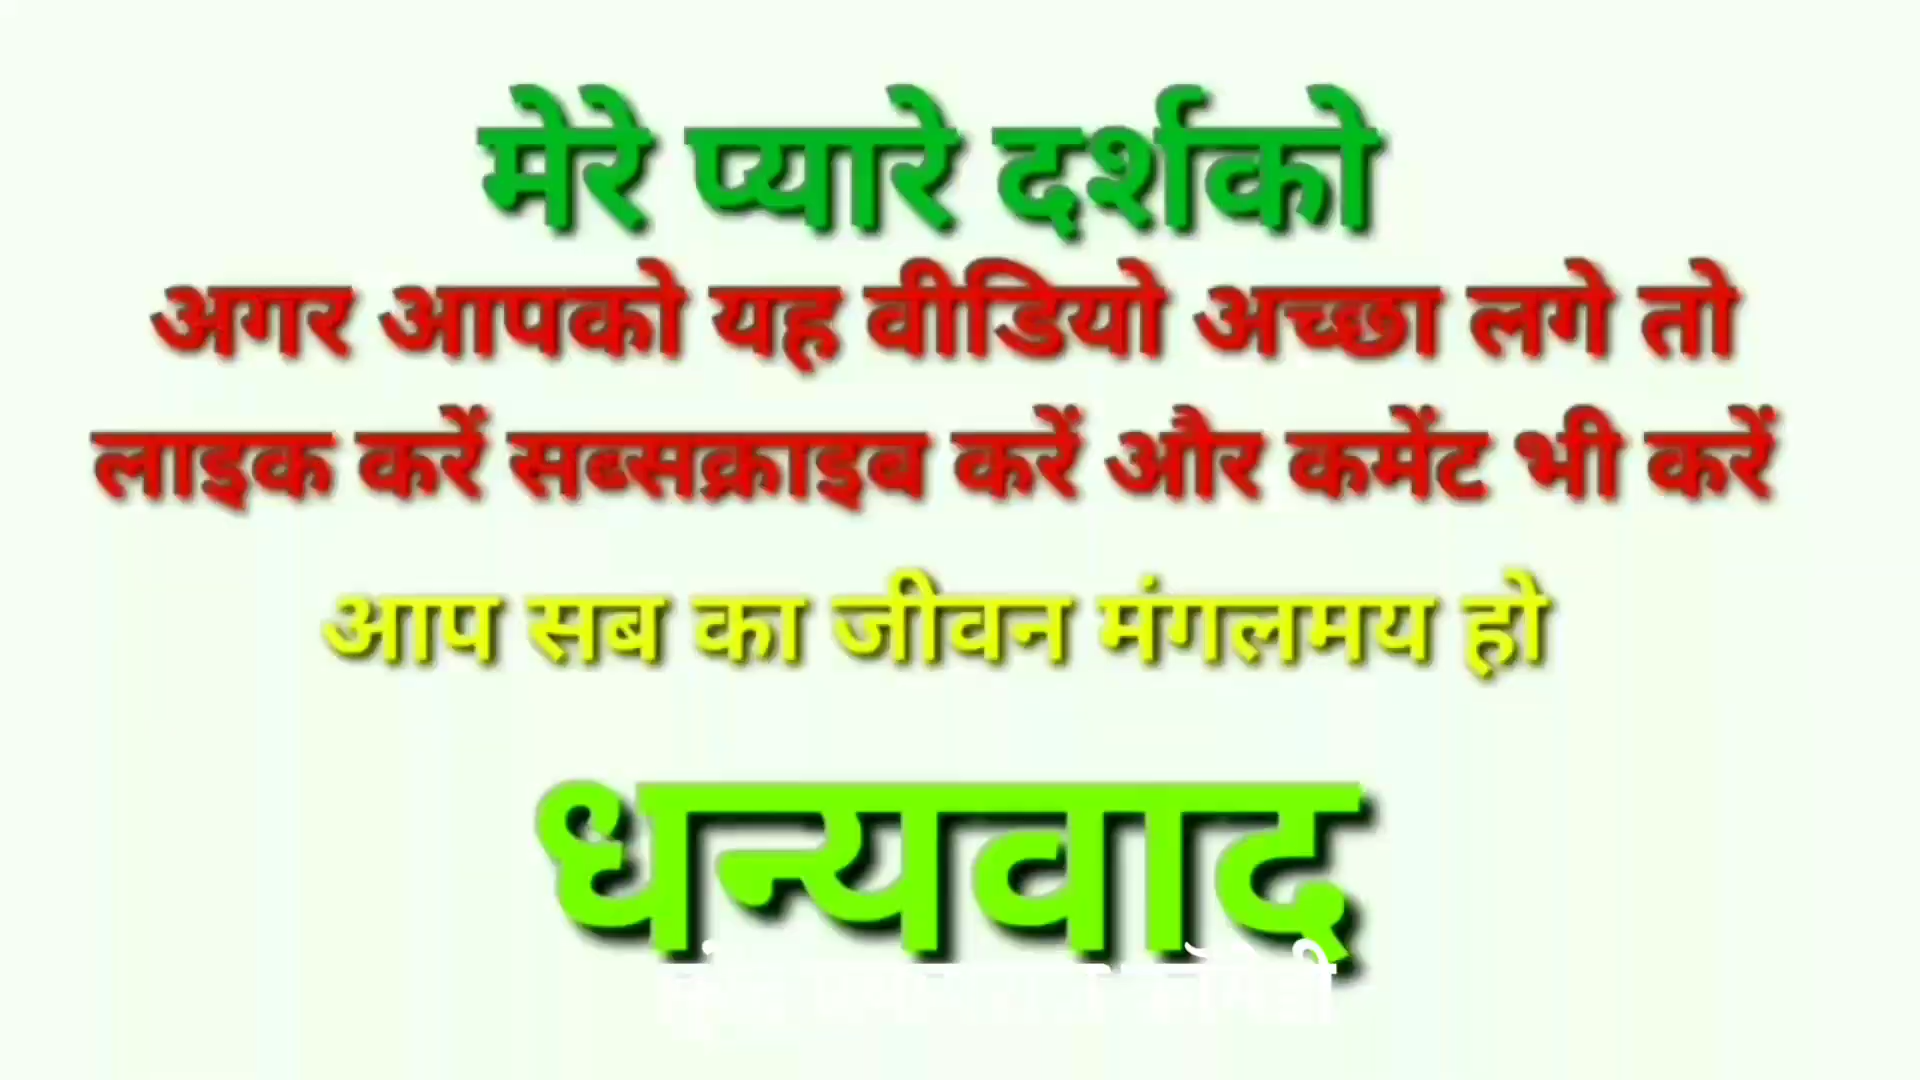 मेरे प्यारे दर्शको
अगर आपको यह वीडियो अच्छा लगे तो
लाइक करें सब्सक्राइब करें और कमेंट भी करें
आप सब का जीवन मंगलमय हो
धन्यवाद